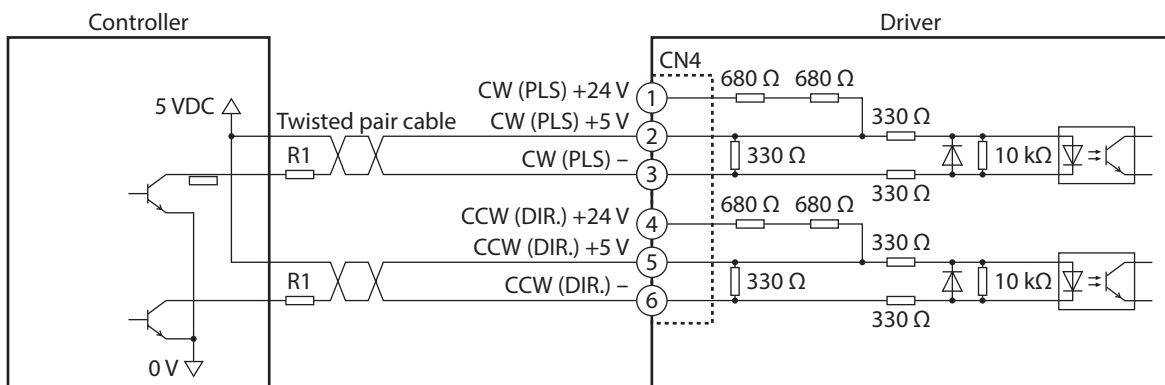 Controller
Driver
CN4
5 VDC
Twisted pair cable
R1
CW (PLS) +24 V
1
680 Ω
680 Ω
CW (PLS) +5 V
2
330 Ω
CW (PLS) –
3
330 Ω
10 kΩ
330 Ω
CCW (DIR.) +24 V
4
680 Ω
680 Ω
CCW (DIR.) +5 V
5
330 Ω
R1
CCW (DIR.) –
6
330 Ω
10 kΩ
330 Ω
0 V